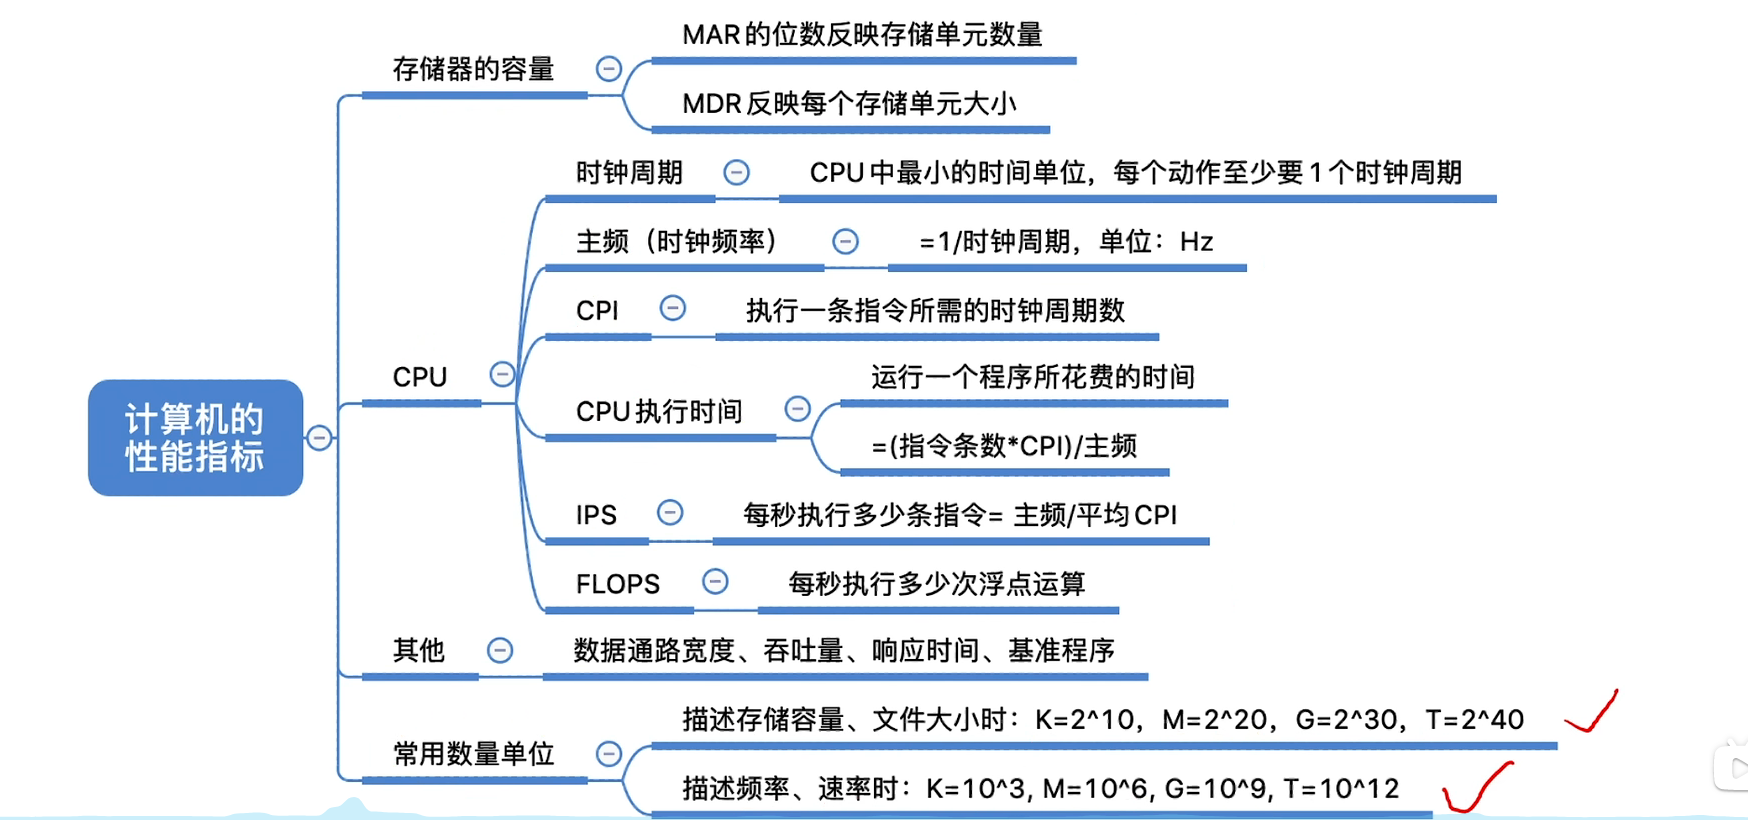 计算机的
性能指标
存储器的容量
MAR的位数反映存储单元数量
MDR反映每个存储单元大小
CPU
时钟周期
CPU中最小的时间单位，每个动作至少要1个时钟周期
主频（时钟频率）
=1/时钟周期，单位：Hz
CPI
执行一条指令所需的时钟周期数
CPU执行时间
运行一个程序所花费的时间
=(指令条数*CPI)/主频
IPS
每秒执行多少条指令= 主频/平均CPI
FLOPS
每秒执行多少次浮点运算
其他
数据通路宽度、吞吐量、响应时间、基准程序
常用数量单位
描述存储容量、文件大小时：K=2^10，M=2^20，G=2^30，T=2^40
描述频率、速率时：K=10^3, M=10^6, G=10^9, T=10^12